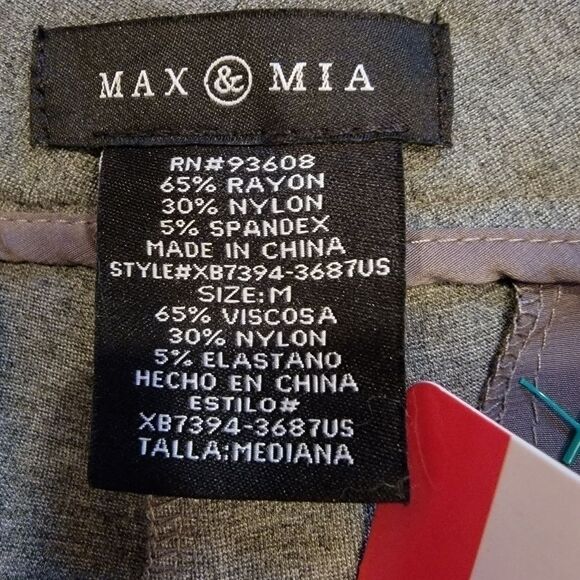 MAX & MIA
RN#93608
65% RAYON
30% NYLON
5% SPANDEX
MADE IN CHINA
STYLE#XB7394-3687US
SIZE:M
65% VISCOSA
30% NYLON
5% ELASTANO
HECHO EN CHINA
ESTILO#
XB7394-3687US
TALLA:MEDIANA